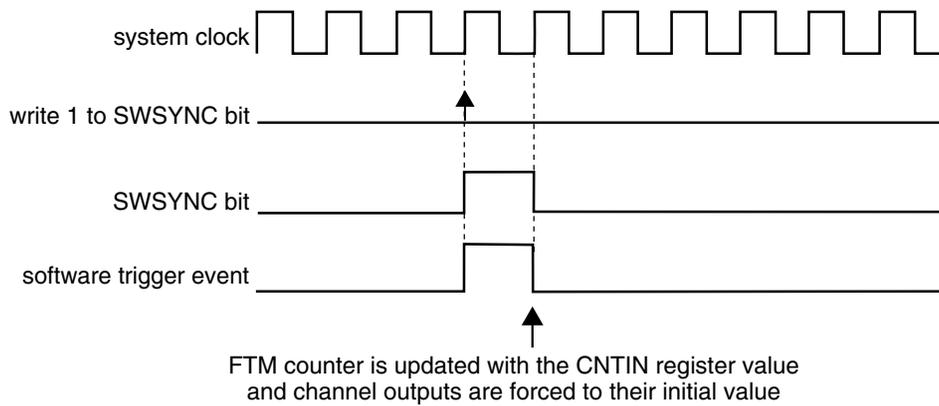 system clock
write 1 to SWSYNC bit
SWSYNC bit
software trigger event
FTM counter is updated with the CNTIN register value
and channel outputs are forced to their initial value